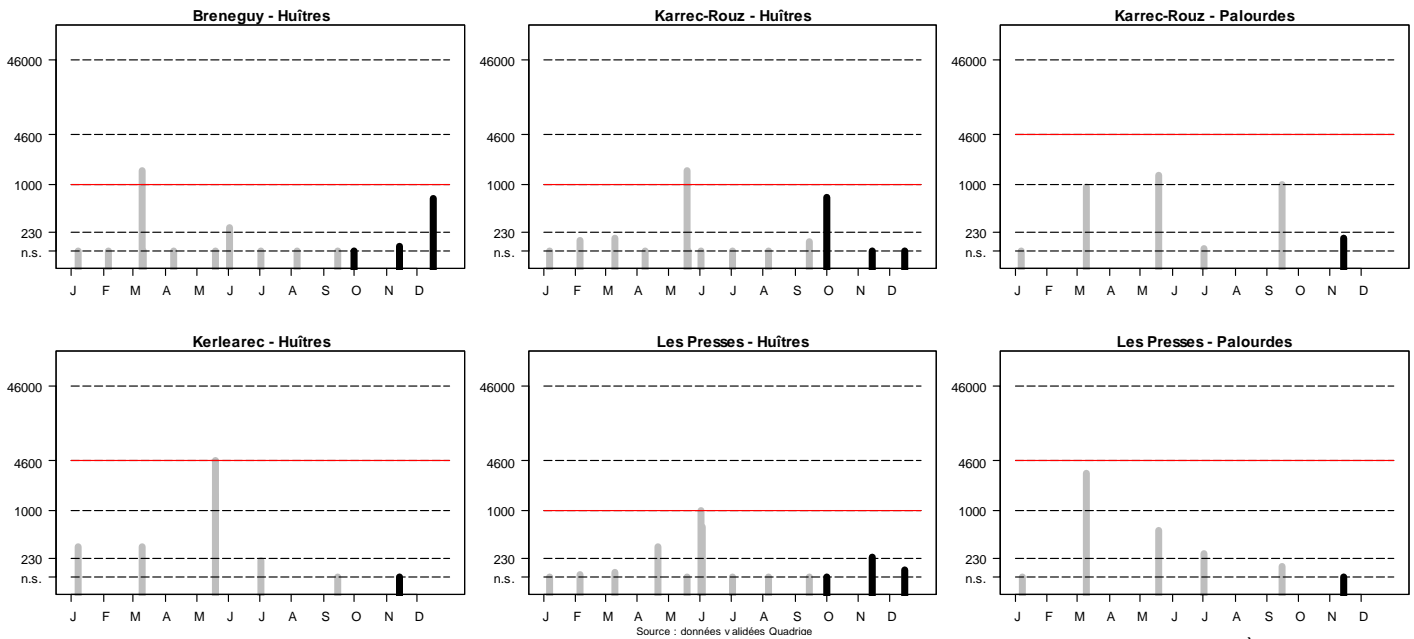 Breneguy - Huîtres
46000
4600
1000
230
n.s.
J F M A M J J A S O N D
Karrec-Rouz - Huîtres
46000
4600
1000
230
n.s.
J F M A M J J A S O N D
Karrec-Rouz - Palourdes
46000
4600
1000
230
n.s.
J F M A M J J A S O N D
Kerlearec - Huîtres
46000
4600
1000
230
n.s.
J F M A M J J A S O N D
Les Presses - Huîtres
46000
4600
1000
230
n.s.
J F M A M J J A S O N D
Les Presses - Palourdes
46000
4600
1000
230
n.s.
J F M A M J J A S O N D
Source : données validées Quadrige